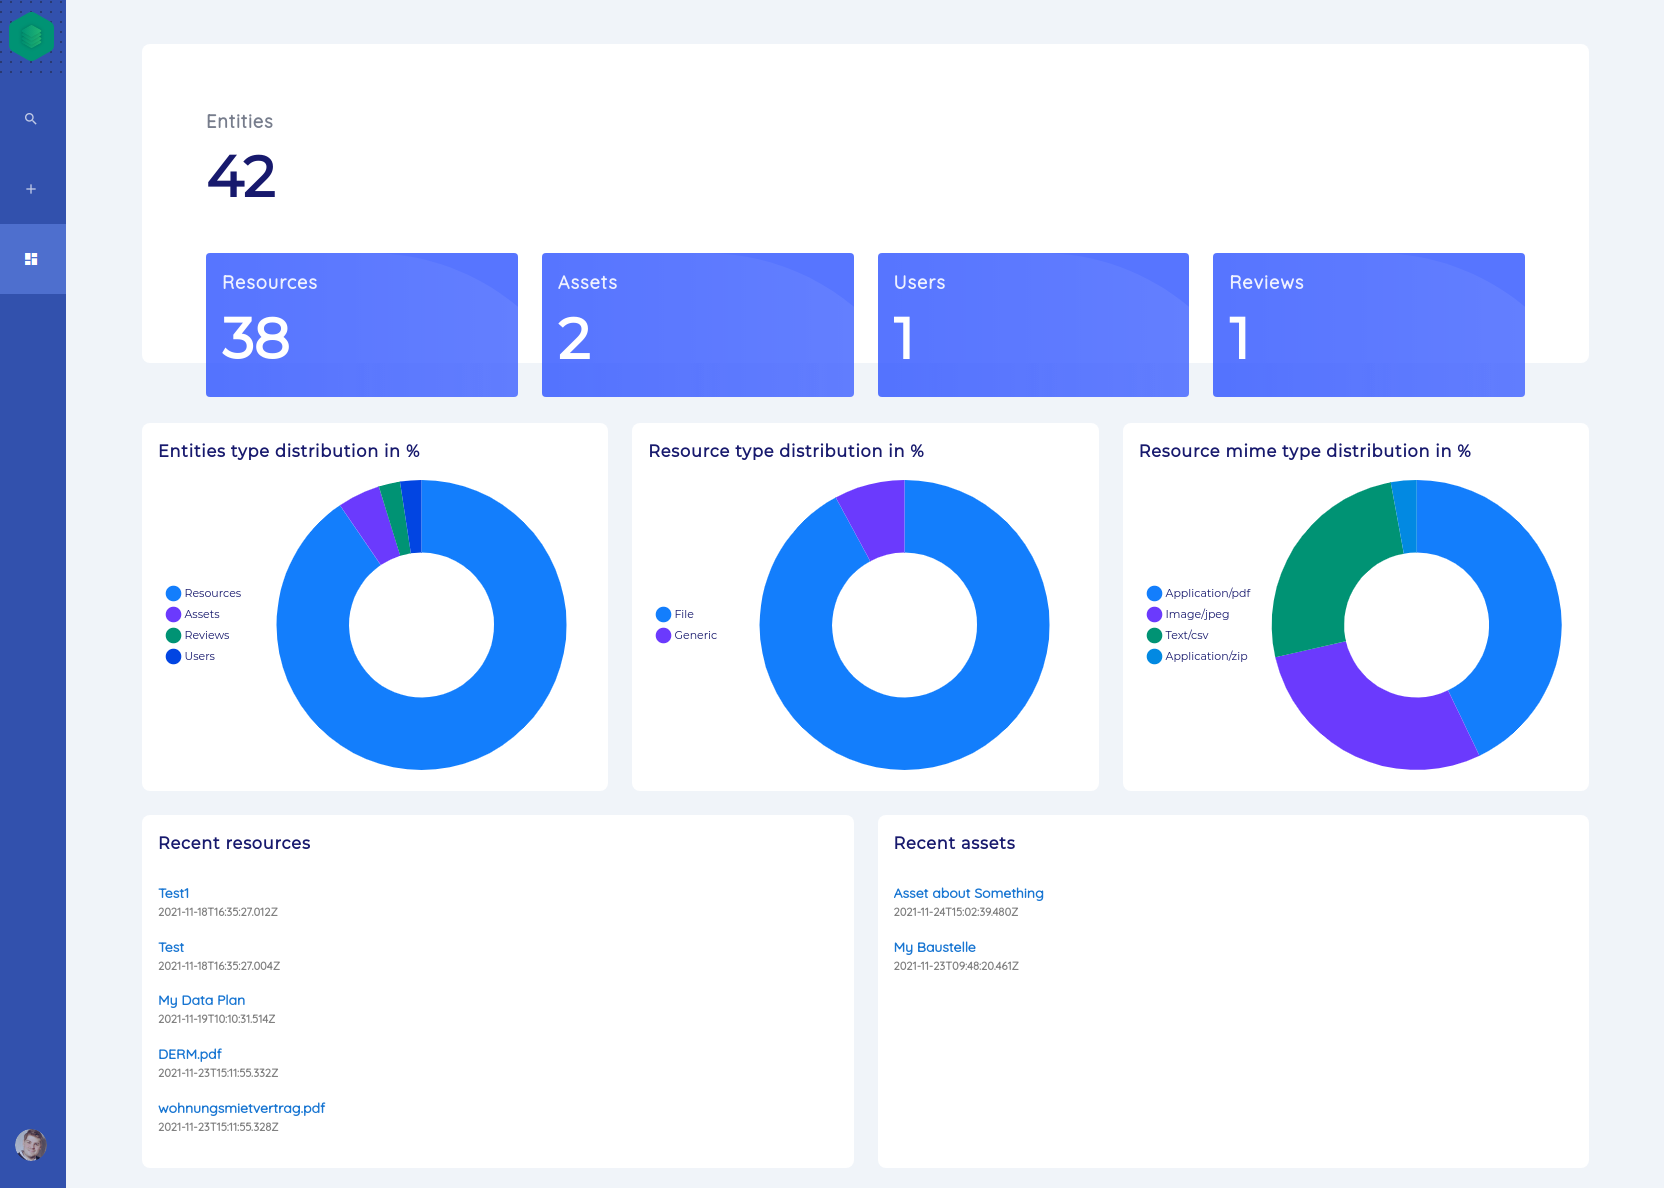 Entities
42
Resources
38
Assets
2
Users
1
Reviews
1
Entities type distribution in %
Resources
Assets
Reviews
Users
Resource type distribution in %
File
Generic
Resource mime type distribution in %
Application/pdf
Image/jpeg
Text/csv
Application/zip
Recent resources
Test1
2021-11-18T16:35:27.012Z
Test
2021-11-18T16:35:27.004Z
My Data Plan
2021-11-19T10:10:31.514Z
DERM.pdf
2021-11-23T15:11:55.332Z
wohnungsmietvertrag.pdf
2021-11-23T15:11:55.328Z
Recent assets
Asset about Something
2021-11-24T15:02:39.480Z
My Baustelle
2021-11-23T09:48:20.461Z